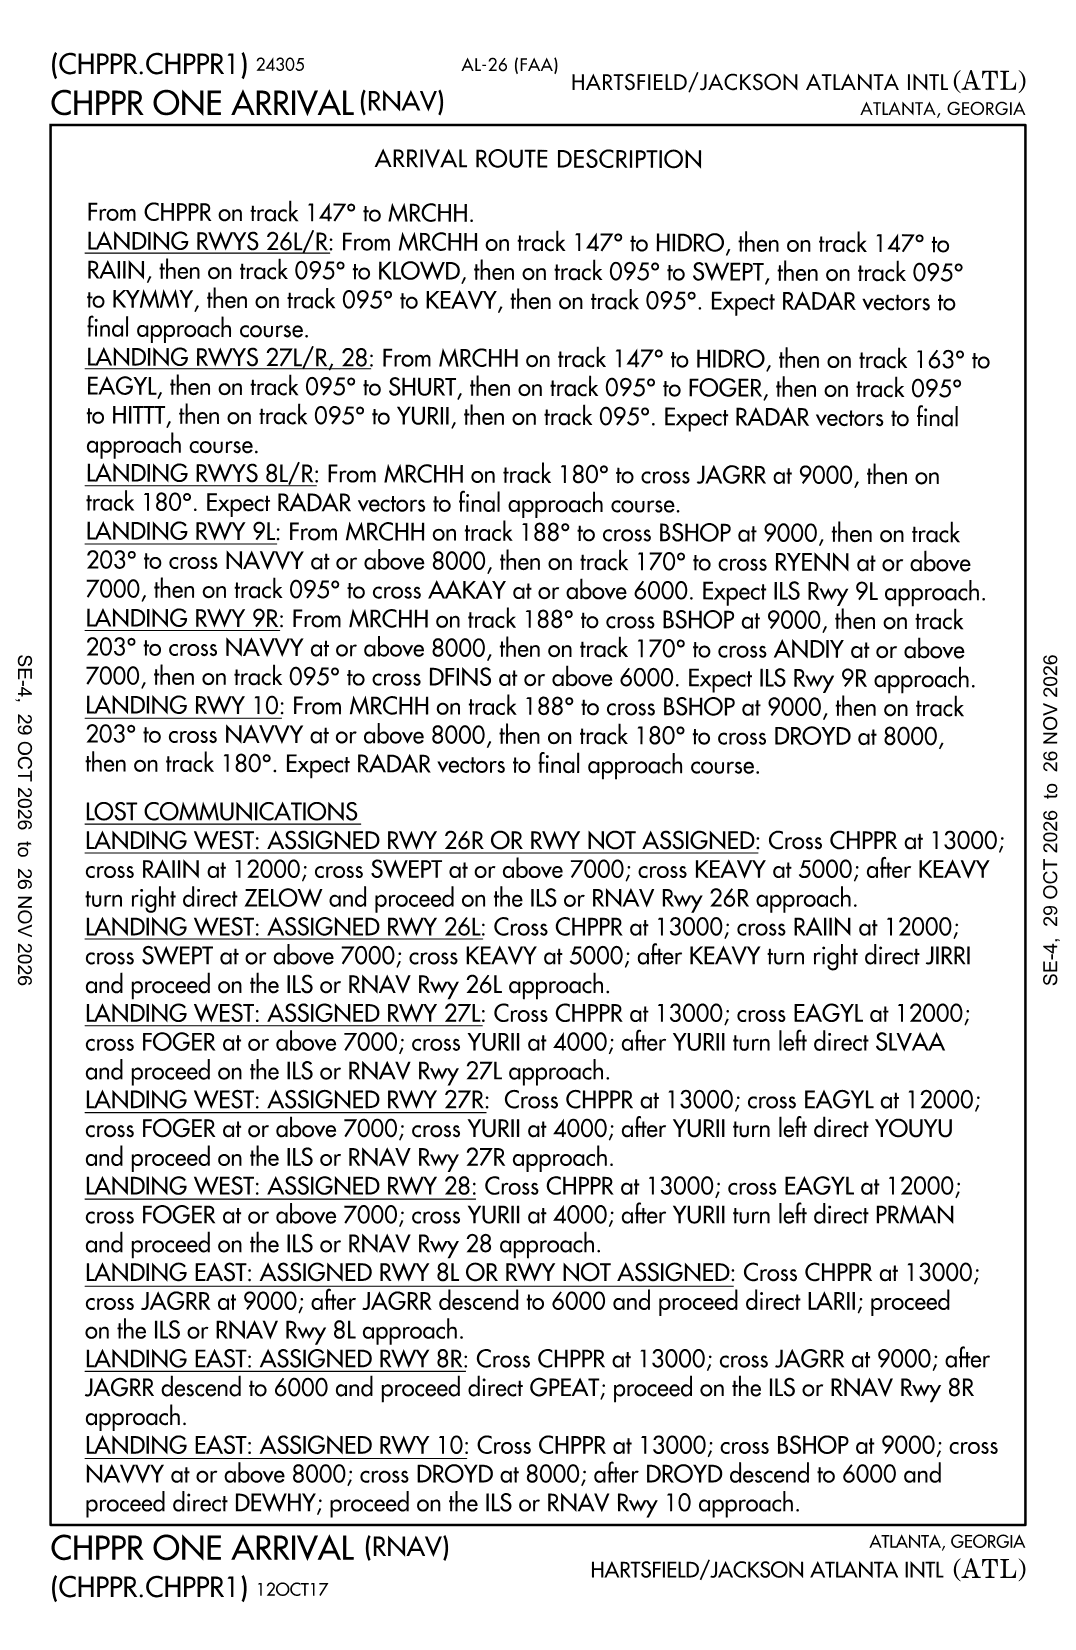 (CHPPR.CHPPR1) 24305
AL-26 (FAA)
HARTSFIELD/JACKSON ATLANTA INTL (ATL)
CHPPR ONE ARRIVAL (RNAV)
ATLANTA, GEORGIA
ARRIVAL ROUTE DESCRIPTION
From CHPPR on track 147° to MRCHH.
LANDING RWYS 26L/R: From MRCHH on track 147° to HIDRO, then on track 147° to
RAIIN, then on track 095° to KLOWD, then on track 095° to SWEPT, then on track 095°
to KYMMY, then on track 095° to KEAVY, then on track 095°. Expect RADAR vectors to
final approach course.
LANDING RWYS 27L/R, 28: From MRCHH on track 147° to HIDRO, then on track 163° to
EAGYL, then on track 095° to SHURT, then on track 095° to FOGER, then on track 095°
to HITTT, then on track 095° to YURII, then on track 095°. Expect RADAR vectors to final
approach course.
LANDING RWYS 8L/R: From MRCHH on track 180° to cross JAGRR at 9000, then on
track 180°. Expect RADAR vectors to final approach course.
LANDING RWY 9L: From MRCHH on track 188° to cross BSHOP at 9000, then on track
203° to cross NAVVY at or above 8000, then on track 170° to cross RYENN at or above
7000, then on track 095° to cross AAKAY at or above 6000. Expect ILS Rwy 9L approach.
LANDING RWY 9R: From MRCHH on track 188° to cross BSHOP at 9000, then on track
203° to cross NAVVY at or above 8000, then on track 170° to cross ANDIY at or above
7000, then on track 095° to cross DFINS at or above 6000. Expect ILS Rwy 9R approach.
LANDING RWY 10: From MRCHH on track 188° to cross BSHOP at 9000, then on track
203° to cross NAVVY at or above 8000, then on track 180° to cross DROYD at 8000,
then on track 180°. Expect RADAR vectors to final approach course.
LOST COMMUNICATIONS
LANDING WEST: ASSIGNED RWY 26R OR RWY NOT ASSIGNED: Cross CHPPR at 13000;
cross RAIIN at 12000; cross SWEPT at or above 7000; cross KEAVY at 5000; after KEAVY
turn right direct ZELOW and proceed on the ILS or RNAV Rwy 26R approach.
LANDING WEST: ASSIGNED RWY 26L: Cross CHPPR at 13000; cross RAIIN at 12000;
cross SWEPT at or above 7000; cross KEAVY at 5000; after KEAVY turn right direct JIRRI
and proceed on the ILS or RNAV Rwy 26L approach.
LANDING WEST: ASSIGNED RWY 27L: Cross CHPPR at 13000; cross EAGYL at 12000;
cross FOGER at or above 7000; cross YURII at 4000; after YURII turn left direct SLVAA
and proceed on the ILS or RNAV Rwy 27L approach.
LANDING WEST: ASSIGNED RWY 27R: Cross CHPPR at 13000; cross EAGYL at 12000;
cross FOGER at or above 7000; cross YURII at 4000; after YURII turn left direct YOUYU
and proceed on the ILS or RNAV Rwy 27R approach.
LANDING WEST: ASSIGNED RWY 28: Cross CHPPR at 13000; cross EAGYL at 12000;
cross FOGER at or above 7000; cross YURII at 4000; after YURII turn left direct PRMAN
and proceed on the ILS or RNAV Rwy 28 approach.
LANDING EAST: ASSIGNED RWY 8L OR RWY NOT ASSIGNED: Cross CHPPR at 13000;
cross JAGRR at 9000; after JAGRR descend to 6000 and proceed direct LARII; proceed
on the ILS or RNAV Rwy 8L approach.
LANDING EAST: ASSIGNED RWY 8R: Cross CHPPR at 13000; cross JAGRR at 9000; after
JAGRR descend to 6000 and proceed direct GPEAT; proceed on the ILS or RNAV Rwy 8R
approach.
LANDING EAST: ASSIGNED RWY 10: Cross CHPPR at 13000; cross BSHOP at 9000; cross
NAVVY at or above 8000; cross DROYD at 8000; after DROYD descend to 6000 and
proceed direct DEWHY; proceed on the ILS or RNAV Rwy 10 approach.
SE-4, 29 OCT 2026 to 26 NOV 2026
SE-4, 29 OCT 2026 to 26 NOV 2026
CHPPR ONE ARRIVAL (RNAV)
ATLANTA, GEORGIA
HARTSFIELD/JACKSON ATLANTA INTL (ATL)
(CHPPR.CHPPR1) 12OCT17